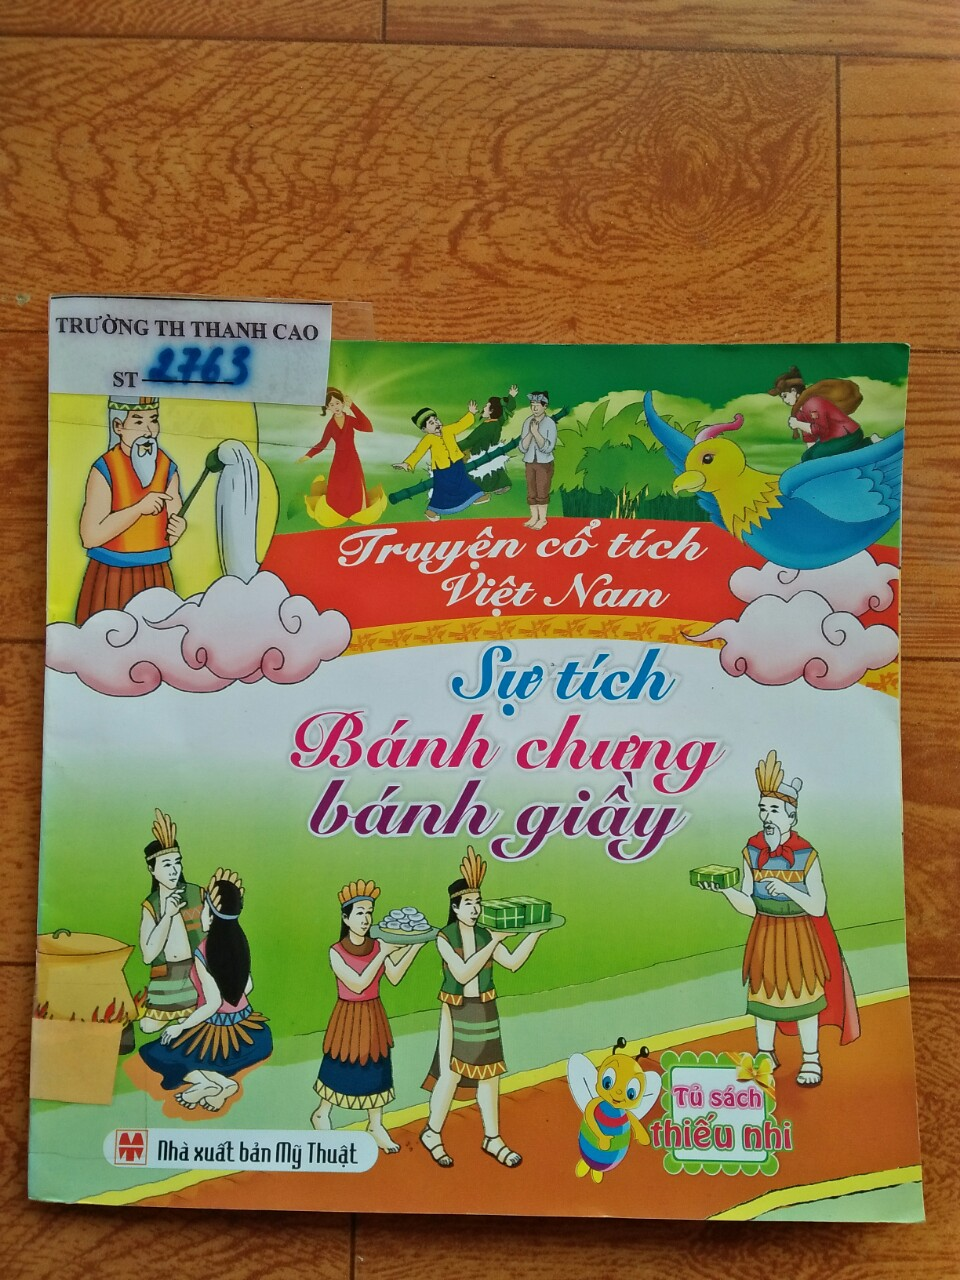 TRƯỜNG TH THANH CAO
ST 2763
Truyện cổ tích
Việt Nam
Sự tích
Bánh chưng
bánh giầy
Tủ sách
thiếu nhi
Nhà xuất bản Mỹ Thuật